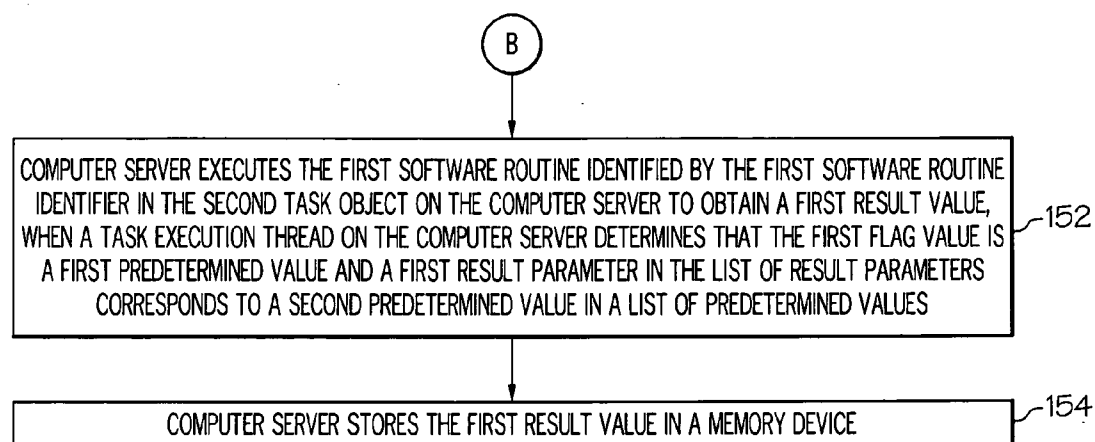 B
COMPUTER SERVER EXECUTES THE FIRST SOFTWARE ROUTINE IDENTIFIED BY THE FIRST SOFTWARE ROUTINE
IDENTIFIER IN THE SECOND TASK OBJECT ON THE COMPUTER SERVER TO OBTAIN A FIRST RESULT VALUE,
WHEN A TASK EXECUTION THREAD ON THE COMPUTER SERVER DETERMINES THAT THE FIRST FLAG VALUE IS
A FIRST PREDETERMINED VALUE AND A FIRST RESULT PARAMETER IN THE LIST OF RESULT PARAMETERS
CORRESPONDS TO A SECOND PREDETERMINED VALUE IN A LIST OF PREDETERMINED VALUES
152
COMPUTER SERVER STORES THE FIRST RESULT VALUE IN A MEMORY DEVICE
154